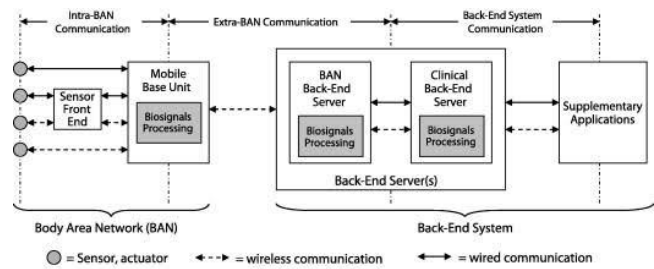 Intra-BAN
Communication
Extra-BAN Communication
Back-End System
Communication
Sensor
Front
End
Mobile
Base Unit
Biosignals
Processing
BAN
Back-End
Server
Biosignals
Processing
Clinical
Back-End
Server
Biosignals
Processing
Supplementary
Applications
Back-End Server(s)
Body Area Network (BAN)
Back-End System
= Sensor, actuator
= wireless communication
= wired communication